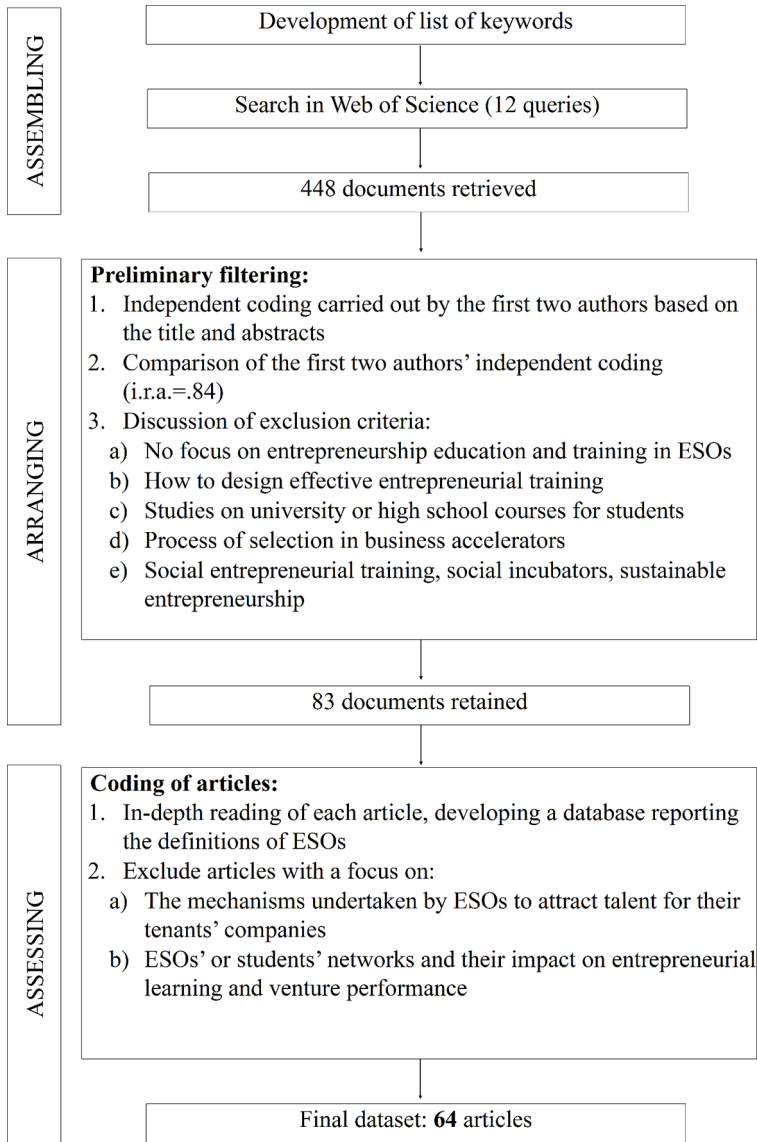 ASSEMBLING
Development of list of keywords
Search in Web of Science (12 queries)
448 documents retrieved
ARRANGING
Preliminary filtering:
1. Independent coding carried out by the first two authors based on
the title and abstracts
2. Comparison of the first two authors’ independent coding
(i.r.a.=.84)
3. Discussion of exclusion criteria:
a) No focus on entrepreneurship education and training in ESOs
b) How to design effective entrepreneurial training
c) Studies on university or high school courses for students
d) Process of selection in business accelerators
e) Social entrepreneurial training, social incubators, sustainable
entrepreneurship
83 documents retained
ASSESSING
Coding of articles:
1. In-depth reading of each article, developing a database reporting
the definitions of ESOs
2. Exclude articles with a focus on:
a) The mechanisms undertaken by ESOs to attract talent for their
tenants’ companies
b) ESOs’ or students’ networks and their impact on entrepreneurial
learning and venture performance
Final dataset: 64 articles